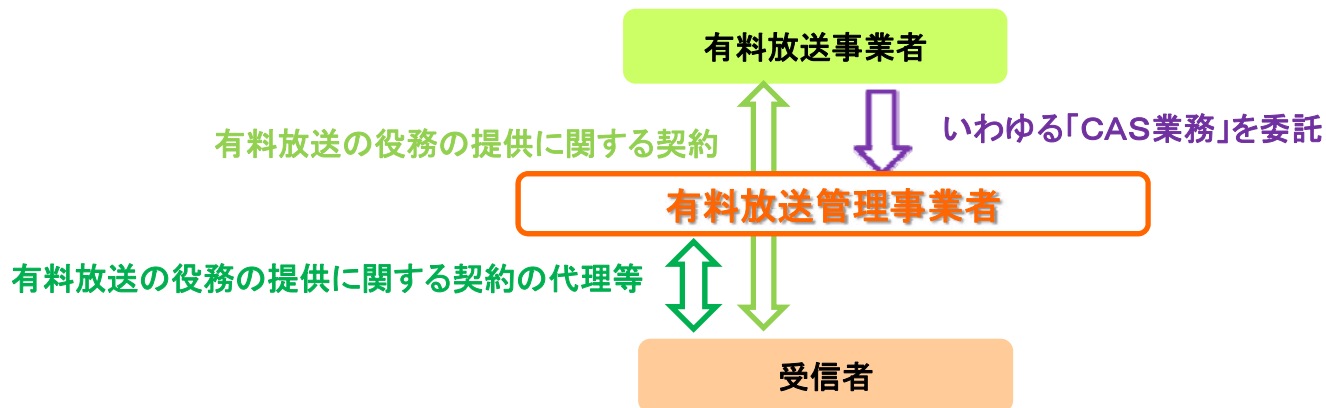 有料放送事業者
いわゆる「CAS業務」を委託
有料放送の役務の提供に関する契約
有料放送管理事業者
有料放送の役務の提供に関する契約の代理等
受信者